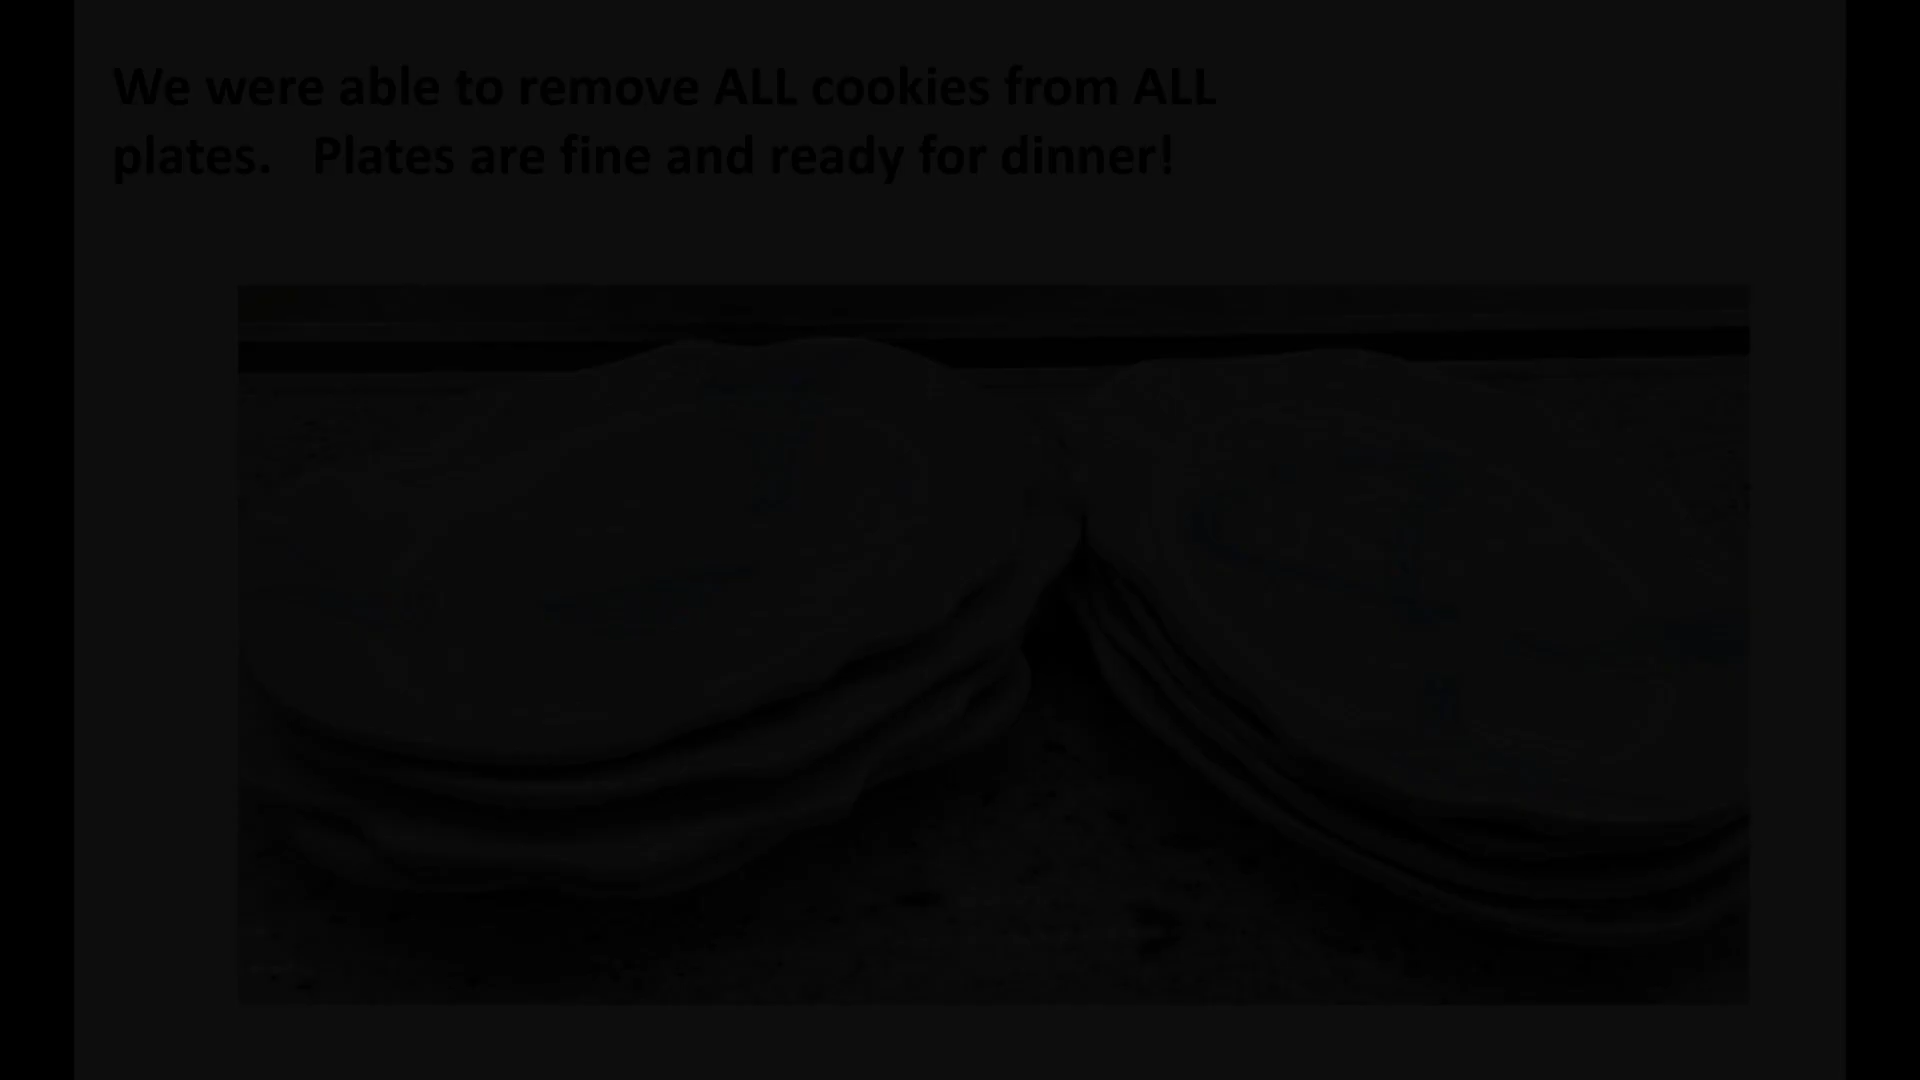 We were able to remove ALL cookies from ALL
plates.   Plates are fine and ready for dinner!